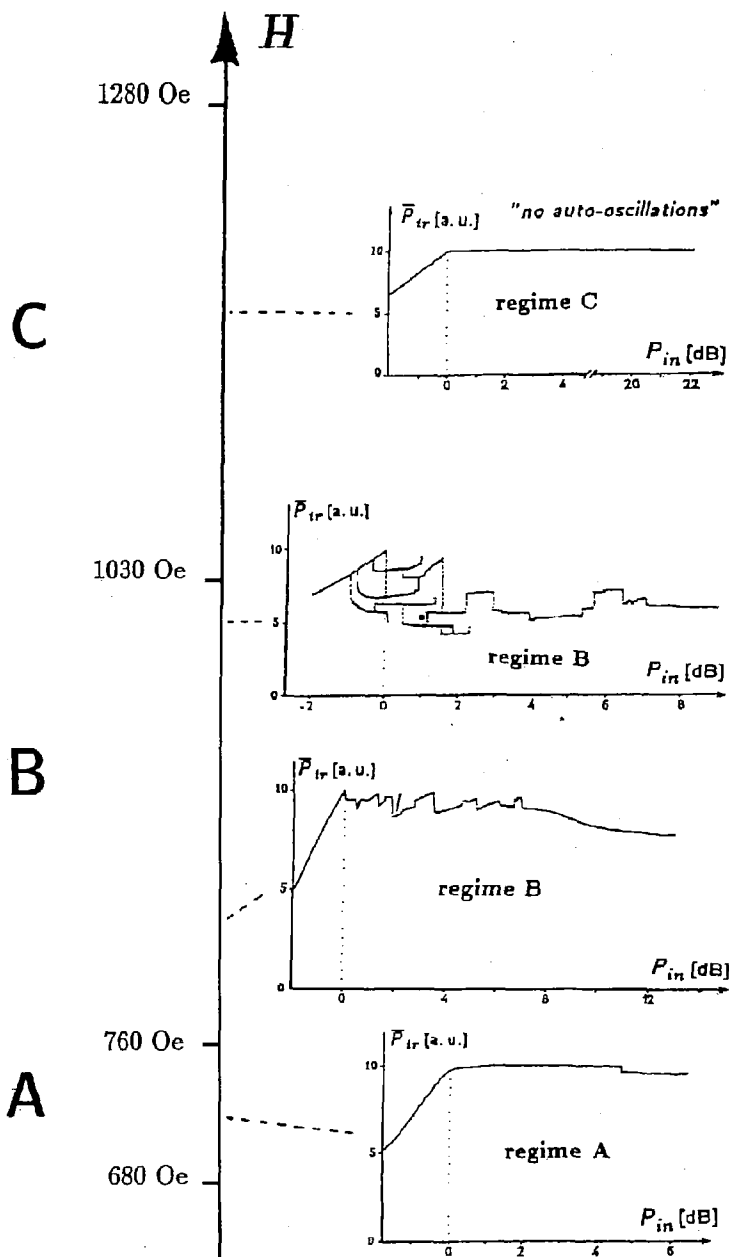 H
1280 Oe
P̅tr [a.u.]
"no auto-oscillations"
10
regime C
5
C
Pin [dB]
0
0 2 4 20 22
P̅tr [a.u.]
10
1030 Oe
5
regime B
Pin [dB]
0
-2 0 2 4 6 8
B
P̅tr [a.u.]
10
5
regime B
Pin [dB]
0
0 4 8 12
760 Oe
P̅tr [a.u.]
10
A
5
regime A
680 Oe
Pin [dB]
0
0 2 4 6